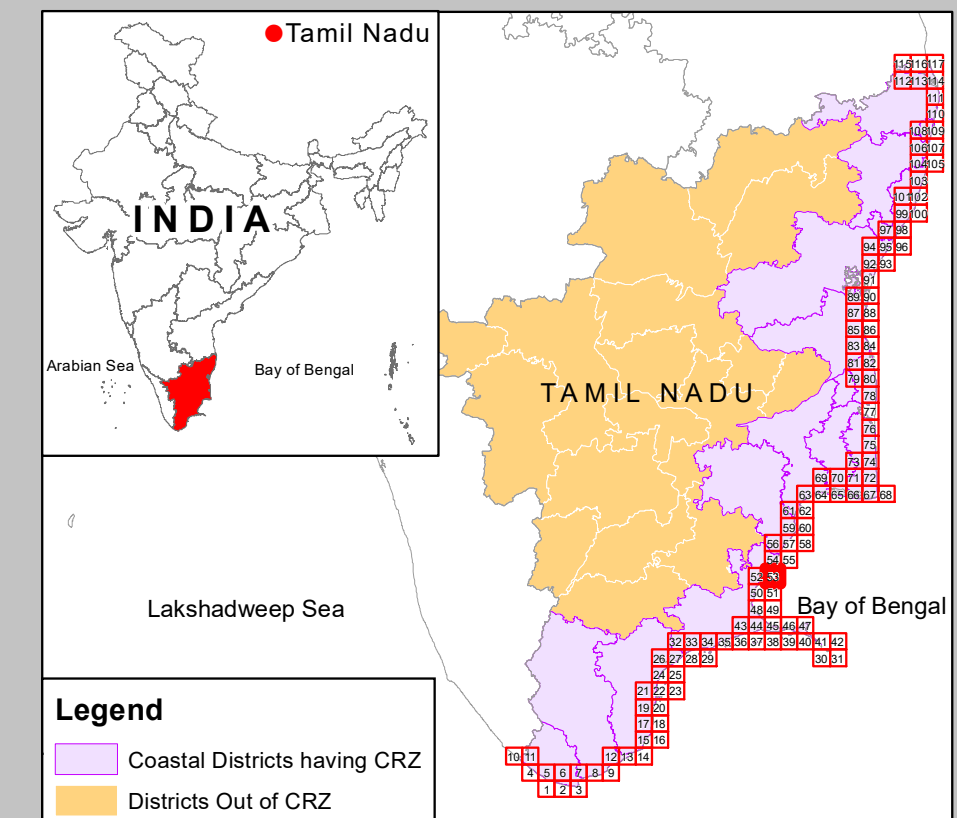 Tamil Nadu
INDIA
Arabian Sea
Bay of Bengal
TAMIL NADU
Lakshadweep Sea
Bay of Bengal
115 116 117
112 113 114
111
110
108 109
106 107
104 105
103
101 102
99 100
97 98
94 95 96
92 93
91
89 90
87 88
85 86
83 84
81 82
79 80
78
77
76
75
73 74
69 70 71 72
63 64 65 66 67 68
61 62
59 60
56 57 58
54 55
52 53
50 51
48 49
43 44 45 46 47
32 33 34 35 36 37 38 39 40 41 42
26 27 28 29 30 31
24 25
21 22 23
19 20
17 18
15 16
10 11 12 13 14
4 5 6 7 8 9
1 2 3
Legend
Coastal Districts having CRZ
Districts Out of CRZ